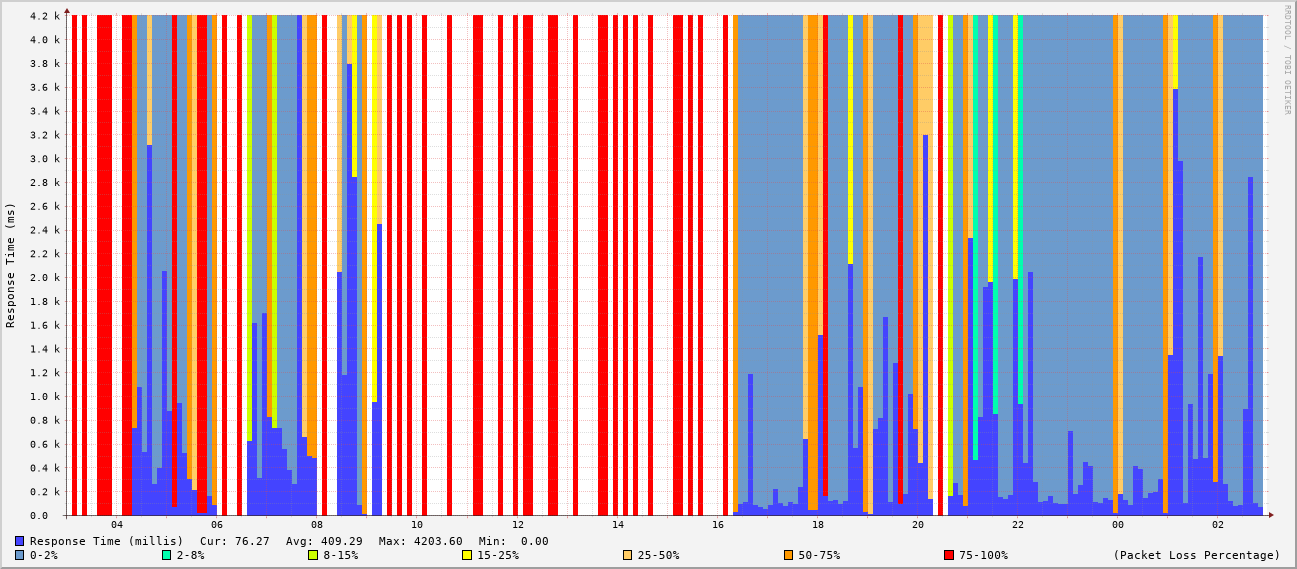 4.2 k
4.0 k
3.8 k
3.6 k
3.4 k
3.2 k
3.0 k
2.8 k
2.6 k
2.4 k
2.2 k
2.0 k
1.8 k
1.6 k
1.4 k
1.2 k
1.0 k
0.8 k
0.6 k
0.4 k
0.2 k
0.0
Response Time (ms)
RRDTOOL / TOBI OETIKER
04 06 08 10 12 14 16 18 20 22 00 02
Response Time (millis) Cur: 76.27 Avg: 409.29 Max: 4203.60 Min: 0.00
0-2% 2-8% 8-15% 15-25% 25-50% 50-75% 75-100% (Packet Loss Percentage)